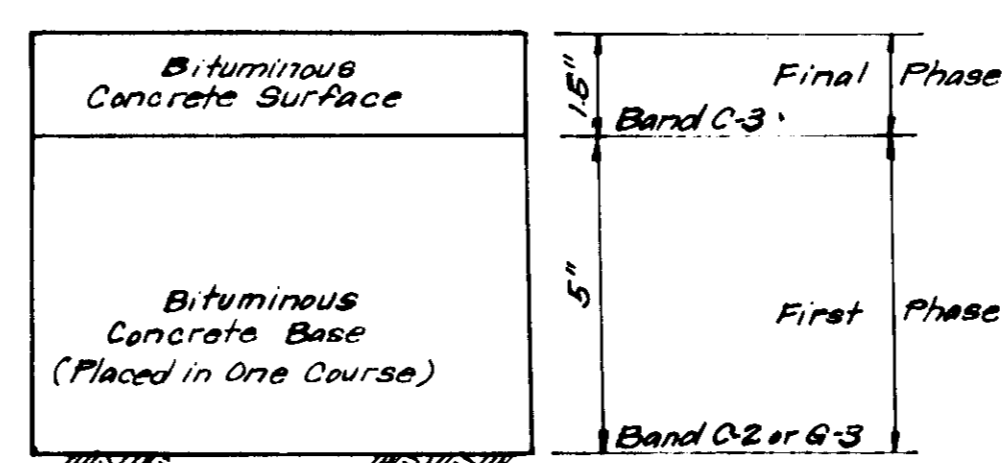 Bituminous
Concrete Surface
1.5"
Final Phase
Band C-3
5"
Bituminous
Concrete Base
(Placed in One Course)
First Phase
Band C-2 or G-3